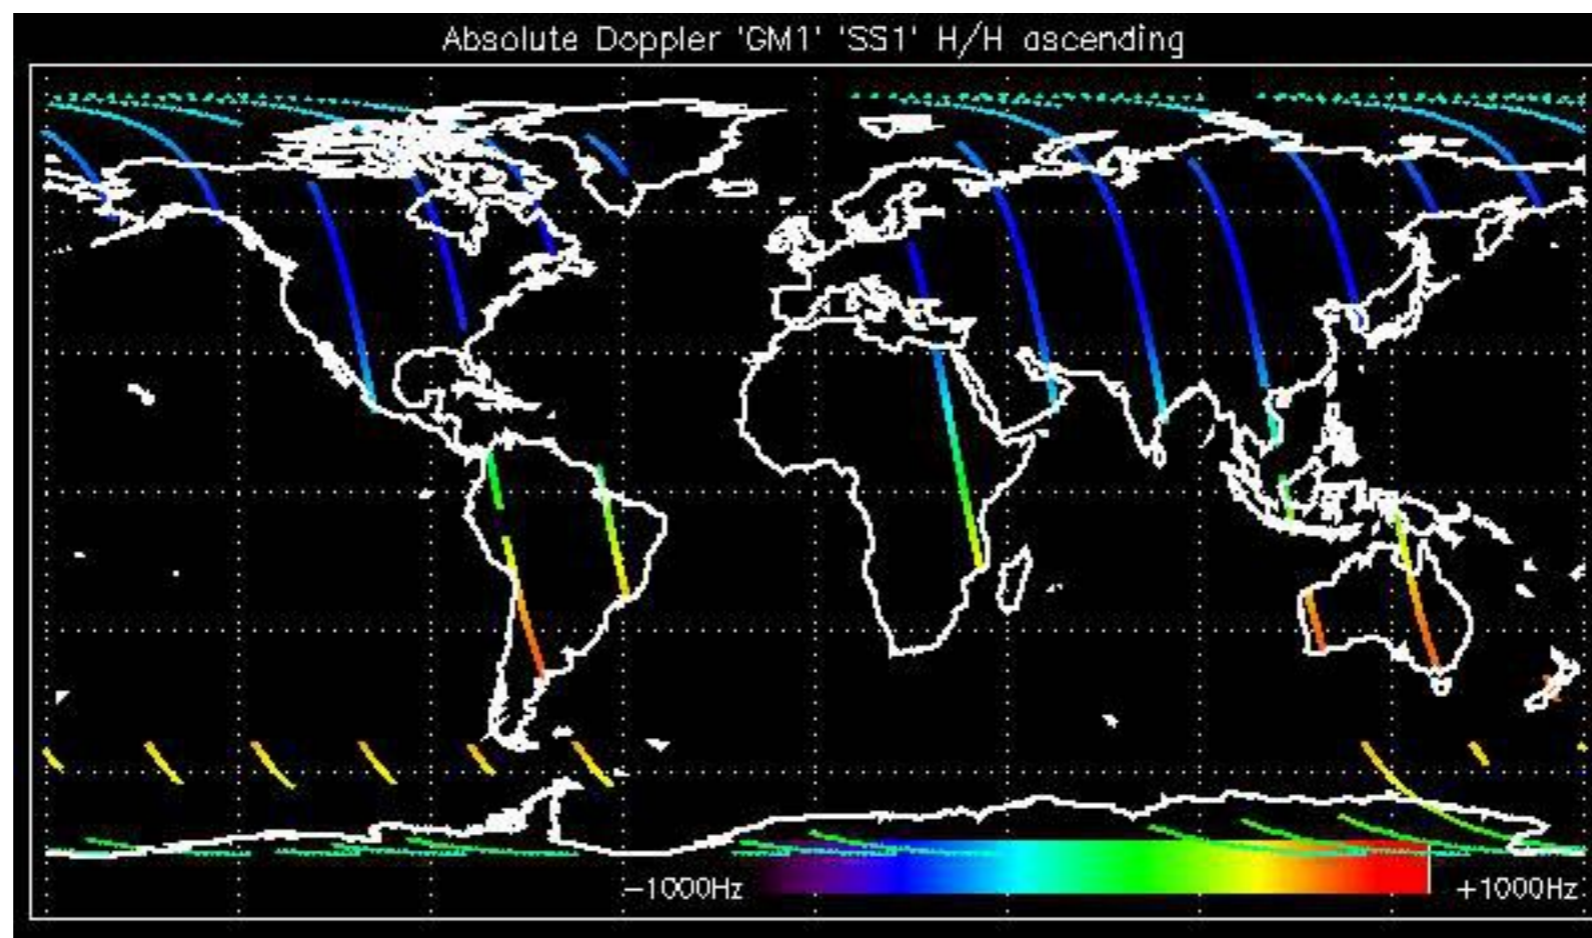 Absolute Doppler 'GM1' 'SS1' H/H ascending
-1000Hz +1000Hz